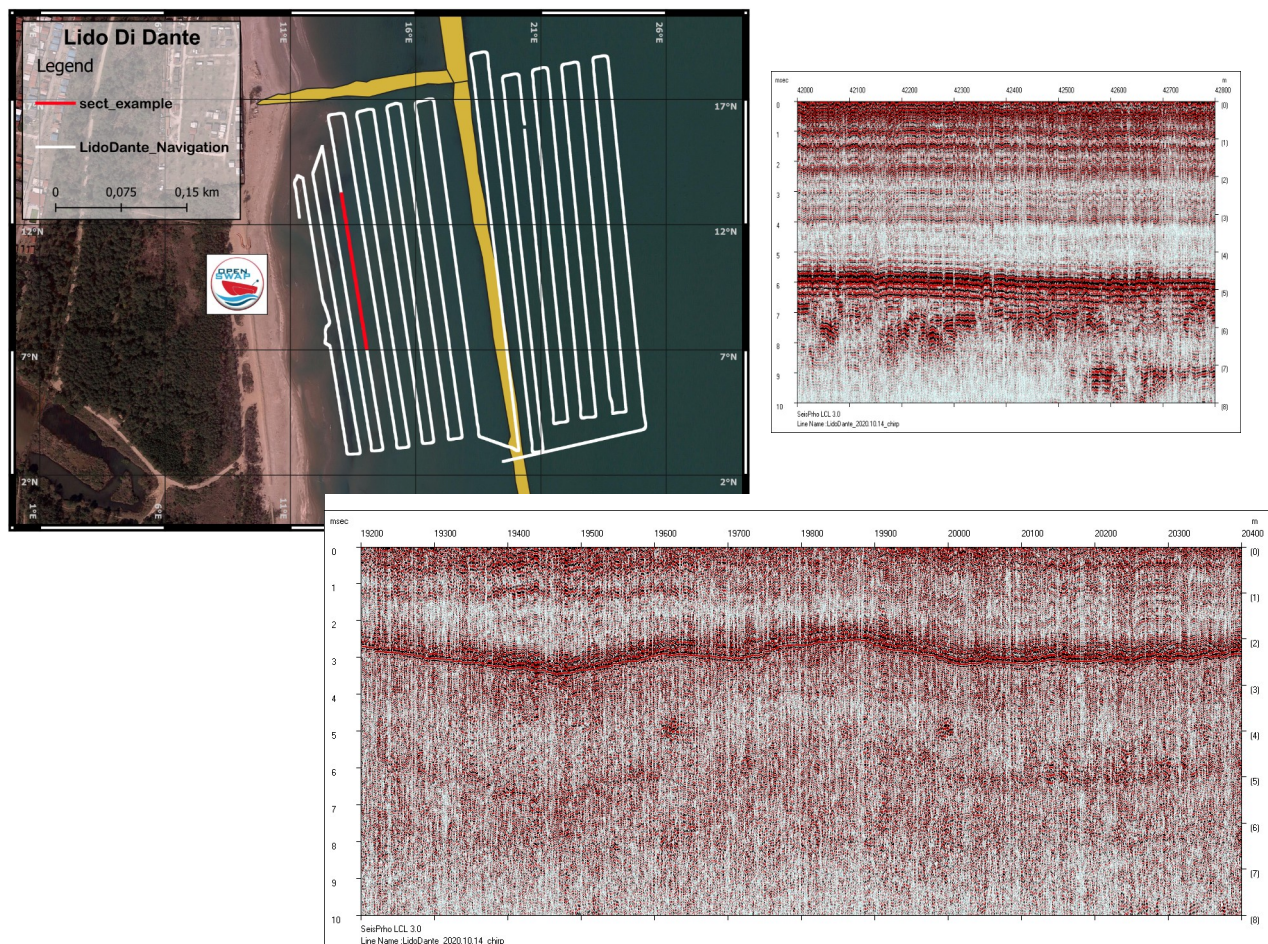 Lido Di Dante
Legend
sect_example
LidoDante_Navigation
0 0,075 0,15 km
OPEN
SWAP
6°E 11°E 16°E 21°E 26°E
17°N 17°N
12°N 12°N
7°N 7°N
2°N 2°N
1°E 6°E 11°E
msec m
42000 42100 42200 42300 42400 42500 42600 42700 42800
0 (0)
1 (1)
2 (2)
3 (3)
4 (4)
5 (5)
6 (6)
7 (7)
8 (8)
9
10
SeisPrho LCL 3.0
Line Name :LidoDante_2020.10.14_chirp
msec m
19200 19300 19400 19500 19600 19700 19800 19900 20000 20100 20200 20300 20400
0 (0)
1 (1)
2 (2)
3 (3)
4 (4)
5 (5)
6 (6)
7 (7)
8 (8)
9
10
SeisPrho LCL 3.0
Line Name :LidoDante_2020.10.14_chirp